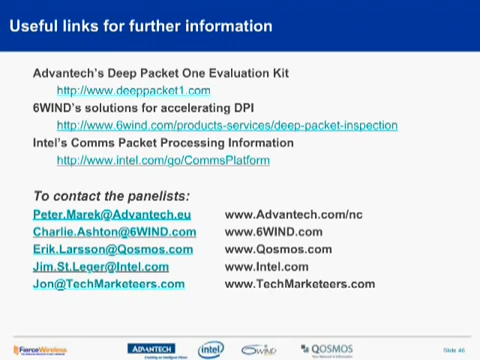 Useful links for further information
Advantech's Deep Packet One Evaluation Kit
http://www.deeppacket1.com
6WIND's solutions for accelerating DPI
http://www.6wind.com/products-services/deep-packet-inspection
Intel's Comms Packet Processing Information
http://www.intel.com/go/CommsPlatform
To contact the panelists:
Peter.Marek@Advantech.eu www.Advantech.com/nc
Charlie.Ashton@6WIND.com www.6WIND.com
Erik.Larsson@Qosmos.com www.Qosmos.com
Jim.St.Leger@Intel.com www.Intel.com
Jon@TechMarketeers.com www.TechMarketeers.com
FierceWireless ADVANTECH intel 6WIND QOSMOS Slide 46